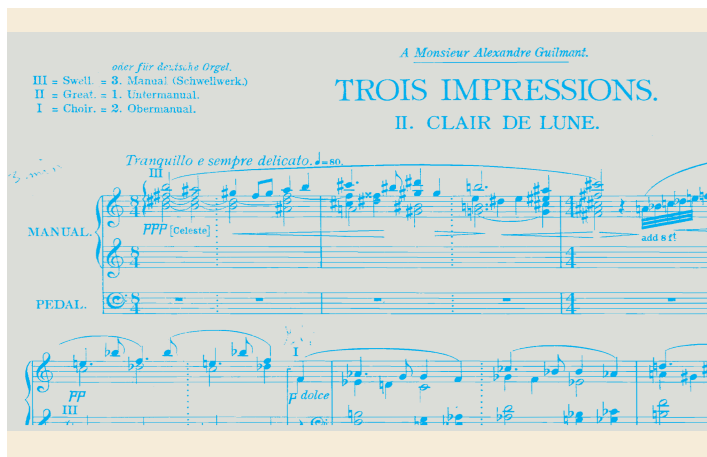 A Monsieur Alexandre Guilmant.
oder für deutsche Orgel.
III = Swell. = 3. Manual (Schwellwerk.)
II = Great. = 1. Untermanual.
I = Choir. = 2. Obermanual.
TROIS IMPRESSIONS.
II. CLAIR DE LUNE.
3 min
Tranquillo e sempre delicato. ♩=80.
III
MANUAL.
ppp [Celeste]
add 8 ft
PEDAL.
I
pp
p dolce
III